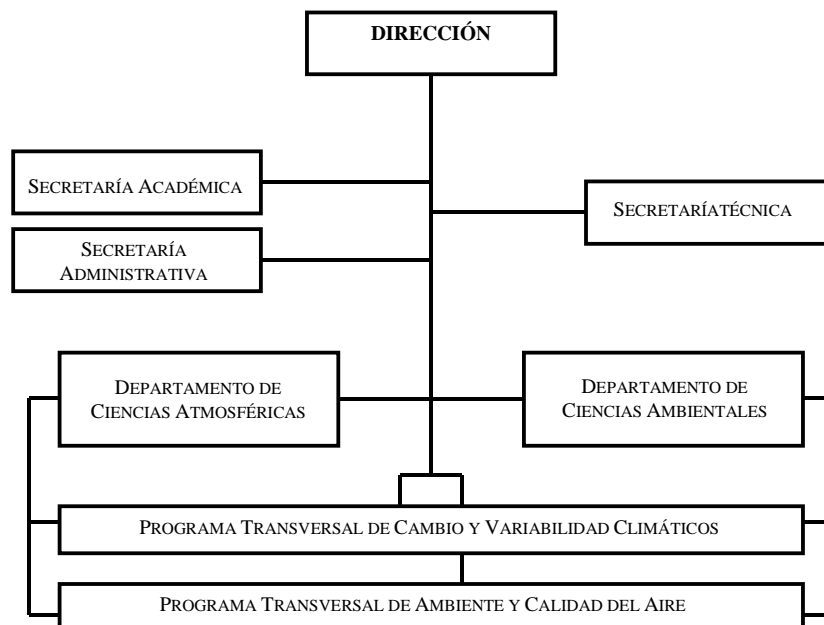 DIRECCIÓN
SECRETARÍA ACADÉMICA
SECRETARÍATÉCNICA
SECRETARÍA
ADMINISTRATIVA
DEPARTAMENTO DE
CIENCIAS ATMOSFÉRICAS
DEPARTAMENTO DE
CIENCIAS AMBIENTALES
PROGRAMA TRANSVERSAL DE CAMBIO Y VARIABILIDAD CLIMÁTICOS
PROGRAMA TRANSVERSAL DE AMBIENTE Y CALIDAD DEL AIRE